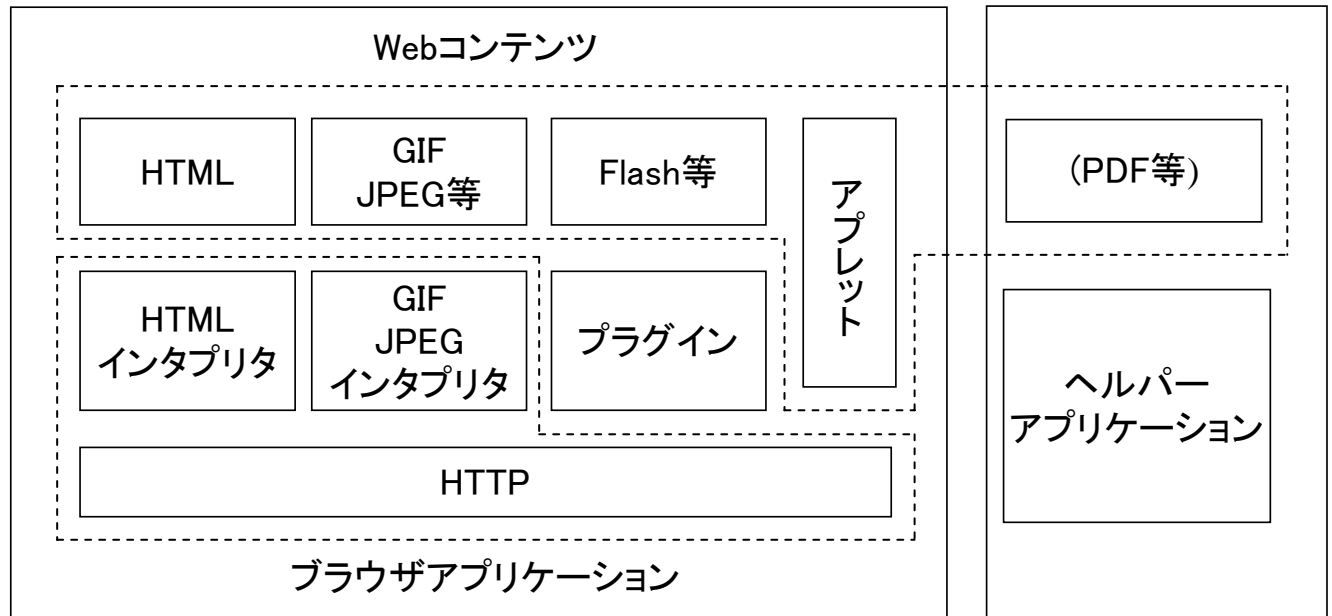 Webコンテンツ
HTML
GIF
JPEG等
Flash等
アプレット
(PDF等)
HTML
インタプリタ
GIF
JPEG
インタプリタ
プラグイン
ヘルパー
アプリケーション
HTTP
ブラウザアプリケーション